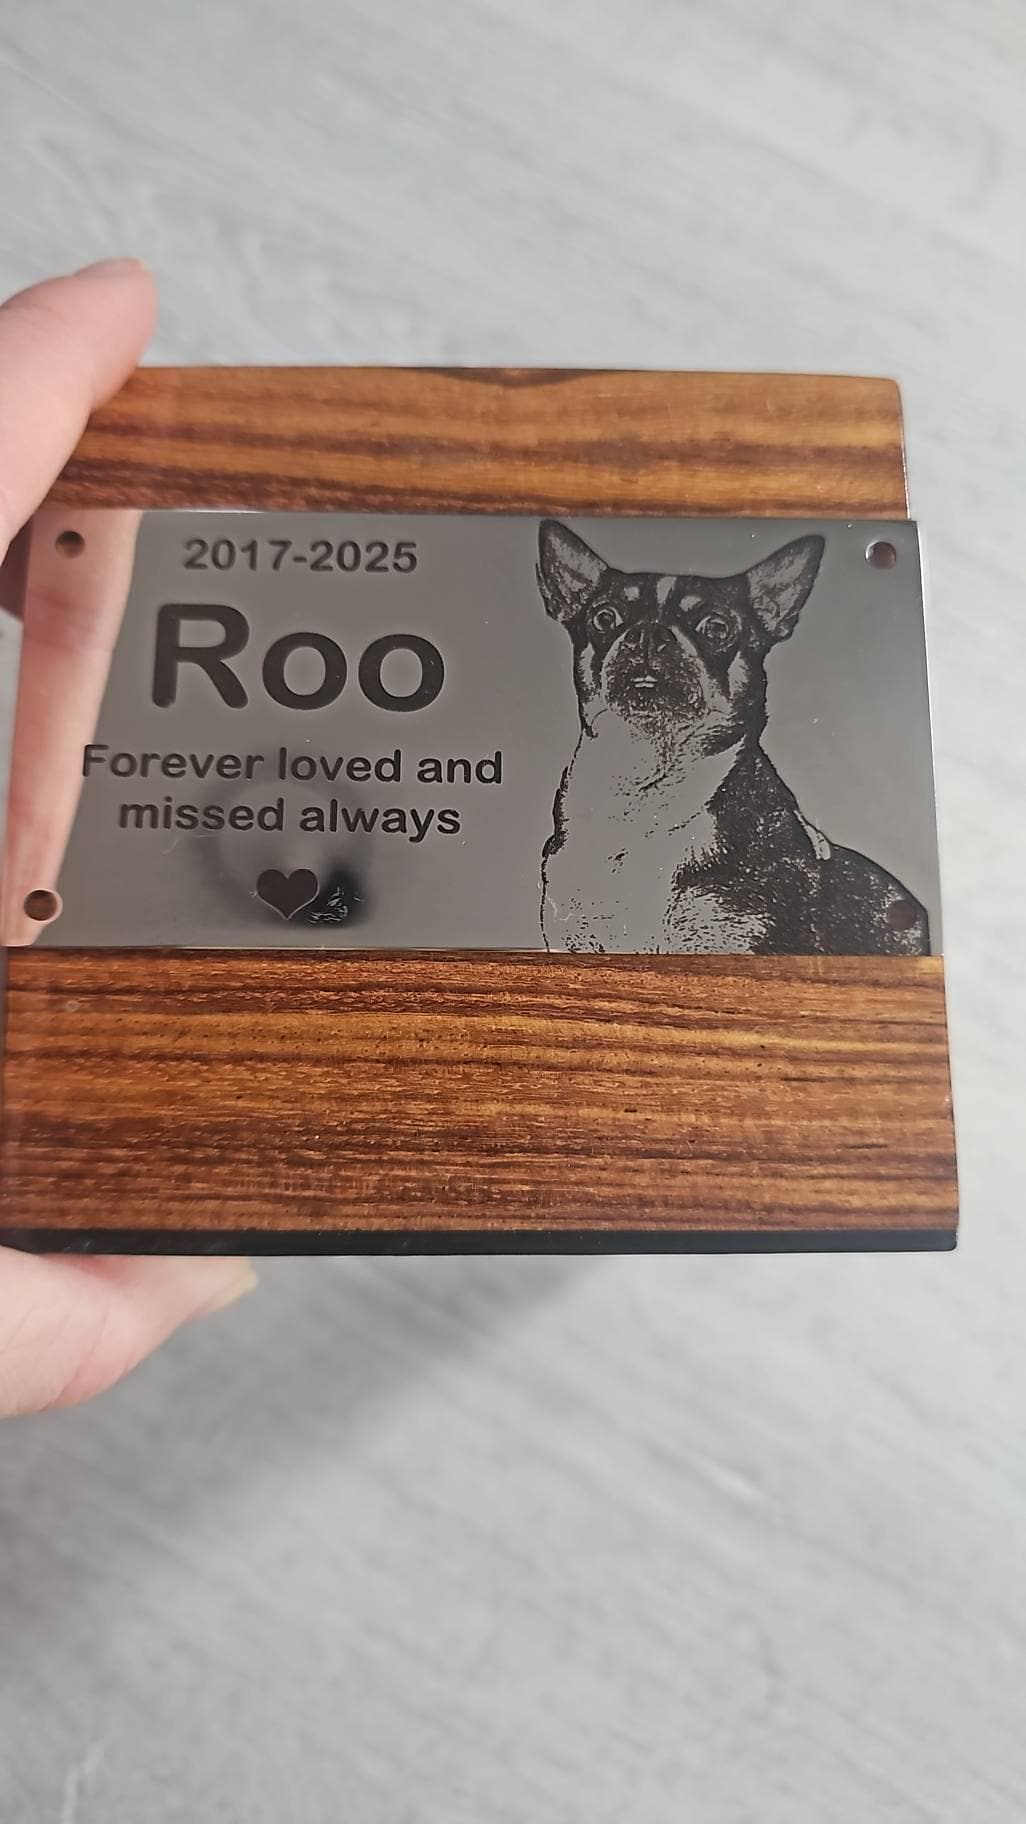 2017-2025
Roo
Forever loved and
missed always